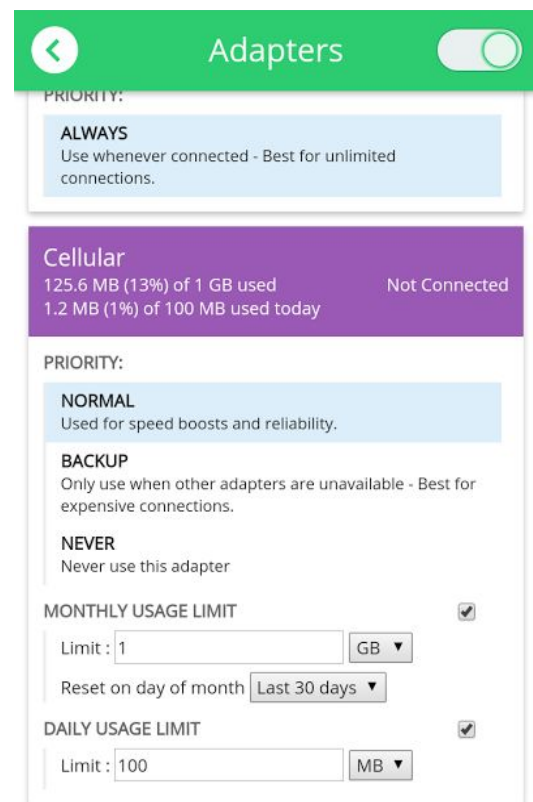 Adapters
PRIORITY:
ALWAYS
Use whenever connected - Best for unlimited
connections.
Cellular
125.6 MB (13%) of 1 GB used
Not Connected
1.2 MB (1%) of 100 MB used today
PRIORITY:
NORMAL
Used for speed boosts and reliability.
BACKUP
Only use when other adapters are unavailable - Best for
expensive connections.
NEVER
Never use this adapter
MONTHLY USAGE LIMIT
Limit : 1 GB
Reset on day of month Last 30 days
DAILY USAGE LIMIT
Limit : 100 MB